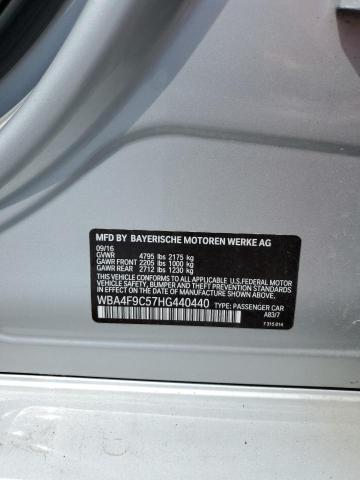 MFD BY BAYERISCHE MOTOREN WERKE AG
09/16
GVWR 4795 lbs 2175 kg
GAWR FRONT 2205 lbs 1000 kg
GAWR REAR 2712 lbs 1230 kg
THIS VEHICLE CONFORMS TO ALL APPLICABLE U.S.FEDERAL MOTOR
VEHICLE SAFETY, BUMPER AND THEFT PREVENTION STANDARDS
IN EFFECT ON THE DATE OF MANUFACTURE SHOWN ABOVE.
WBA4F9C57HG440440 TYPE: PASSENGER CAR
A83/7
7 315 014